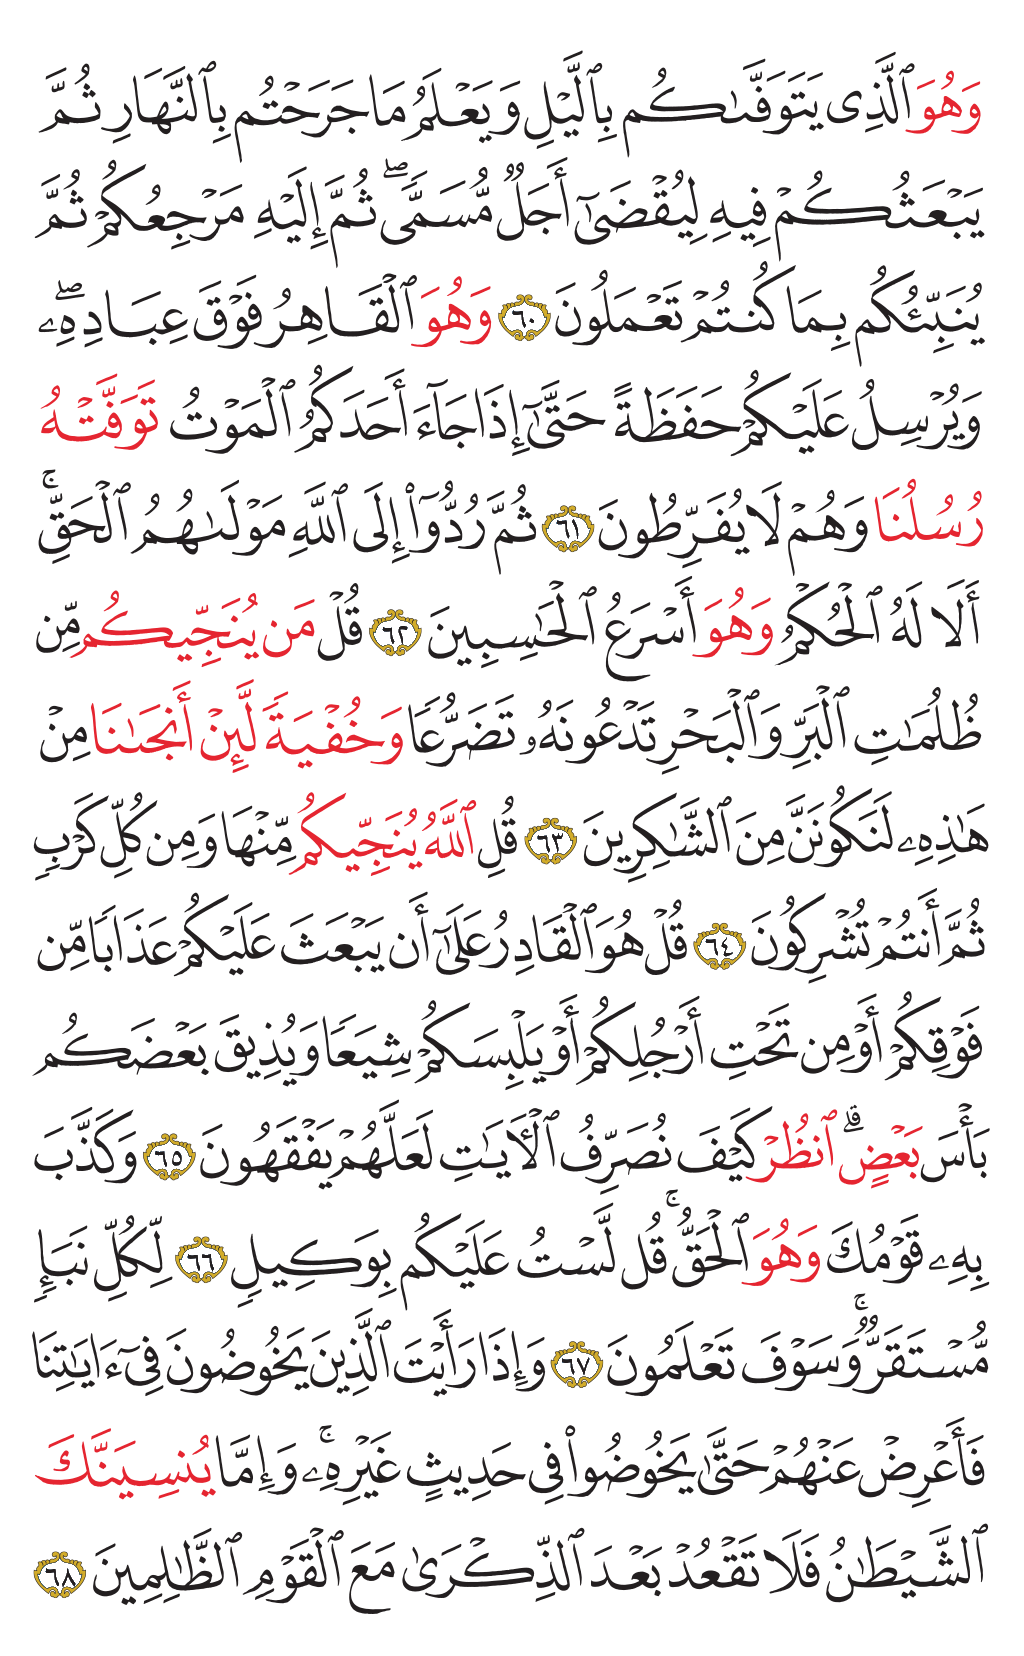 وَهُوَ ٱلَّذِى يَتَوَفَّىٰكُم بِٱلَّيْلِ وَيَعْلَمُ مَا جَرَحْتُم بِٱلنَّهَارِ ثُمَّ
يَبْعَثُكُمْ فِيهِ لِيُقْضَىٰٓ أَجَلٌ مُّسَمًّى ۖ ثُمَّ إِلَيْهِ مَرْجِعُكُمْ ثُمَّ
يُنَبِّئُكُم بِمَا كُنتُمْ تَعْمَلُونَ ٦٠ وَهُوَ ٱلْقَاهِرُ فَوْقَ عِبَادِهِۦ ۖ
وَيُرْسِلُ عَلَيْكُمْ حَفَظَةً حَتَّىٰٓ إِذَا جَآءَ أَحَدَكُمُ ٱلْمَوْتُ تَوَفَّتْهُ
رُسُلُنَا وَهُمْ لَا يُفَرِّطُونَ ٦١ ثُمَّ رُدُّوٓا۟ إِلَى ٱللَّهِ مَوْلَىٰهُمُ ٱلْحَقِّ ۚ
أَلَا لَهُ ٱلْحُكْمُ وَهُوَ أَسْرَعُ ٱلْحَٰسِبِينَ ٦٢ قُلْ مَن يُنَجِّيكُم مِّن
ظُلُمَٰتِ ٱلْبَرِّ وَٱلْبَحْرِ تَدْعُونَهُۥ تَضَرُّعًا وَخُفْيَةً لَّئِنْ أَنجَىٰنَا مِنْ
هَٰذِهِۦ لَنَكُونَنَّ مِنَ ٱلشَّٰكِرِينَ ٦٣ قُلِ ٱللَّهُ يُنَجِّيكُم مِّنْهَا وَمِن كُلِّ كَرْبٍ
ثُمَّ أَنتُمْ تُشْرِكُونَ ٦٤ قُلْ هُوَ ٱلْقَادِرُ عَلَىٰٓ أَن يَبْعَثَ عَلَيْكُمْ عَذَابًا مِّن
فَوْقِكُمْ أَوْ مِن تَحْتِ أَرْجُلِكُمْ أَوْ يَلْبِسَكُمْ شِيَعًا وَيُذِيقَ بَعْضَكُم
بَأْسَ بَعْضٍ ۗ ٱنظُرْ كَيْفَ نُصَرِّفُ ٱلْءَايَٰتِ لَعَلَّهُمْ يَفْقَهُونَ ٦٥ وَكَذَّبَ
بِهِۦ قَوْمُكَ وَهُوَ ٱلْحَقُّ ۚ قُل لَّسْتُ عَلَيْكُم بِوَكِيلٍ ٦٦ لِّكُلِّ نَبَإٍ
مُّسْتَقَرٌّ ۚ وَسَوْفَ تَعْلَمُونَ ٦٧ وَإِذَا رَأَيْتَ ٱلَّذِينَ يَخُوضُونَ فِىٓ ءَايَٰتِنَا
فَأَعْرِضْ عَنْهُمْ حَتَّىٰ يَخُوضُوا۟ فِى حَدِيثٍ غَيْرِهِۦ ۚ وَإِمَّا يُنسِيَنَّكَ
ٱلشَّيْطَٰنُ فَلَا تَقْعُدْ بَعْدَ ٱلذِّكْرَىٰ مَعَ ٱلْقَوْمِ ٱلظَّٰلِمِينَ ٦٨